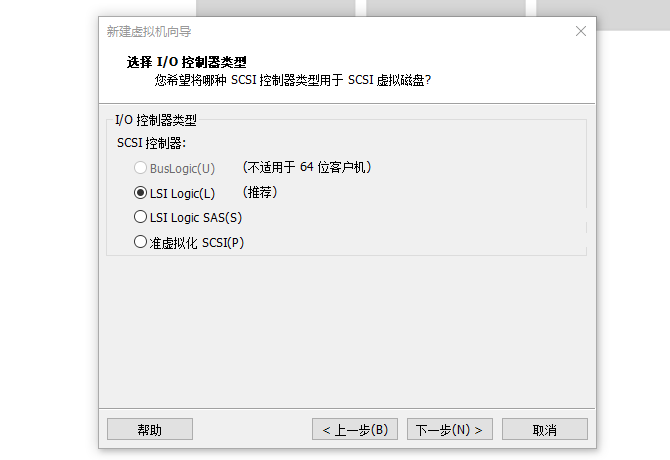 新建虚拟机向导
选择 I/O 控制器类型
您希望将哪种 SCSI 控制器类型用于 SCSI 虚拟磁盘?
I/O 控制器类型
SCSI 控制器:
BusLogic(U) (不适用于 64 位客户机)
LSI Logic(L) (推荐)
LSI Logic SAS(S)
准虚拟化 SCSI(P)
帮助 < 上一步(B) 下一步(N) > 取消